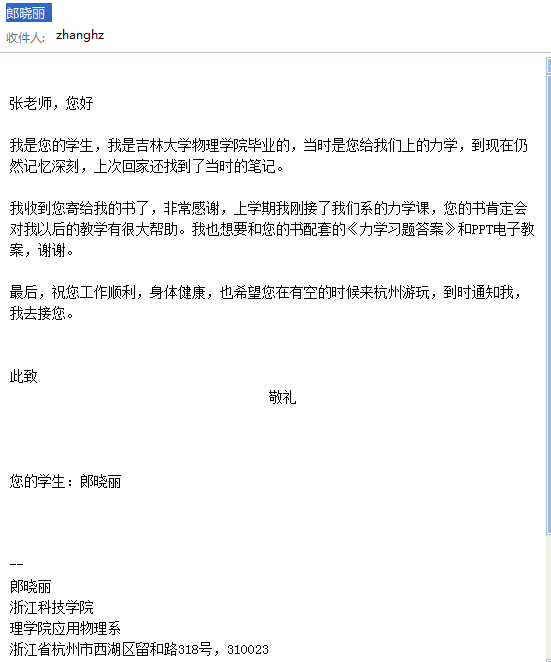 郎晓丽
收件人: zhanghz
张老师，您好
我是您的学生，我是吉林大学物理学院毕业的，当时是您给我们上的力学，到现在仍
然记忆深刻，上次回家还找到了当时的笔记。
我收到您寄给我的书了，非常感谢，上学期我刚接了我们系的力学课，您的书肯定会
对我以后的教学有很大帮助。我也想要和您的书配套的《力学习题答案》和PPT电子教
案，谢谢。
最后，祝您工作顺利，身体健康，也希望您在有空的时候来杭州游玩，到时通知我，
我去接您。
此致
敬礼
您的学生：郎晓丽
--
郎晓丽
浙江科技学院
理学院应用物理系
浙江省杭州市西湖区留和路318号，310023